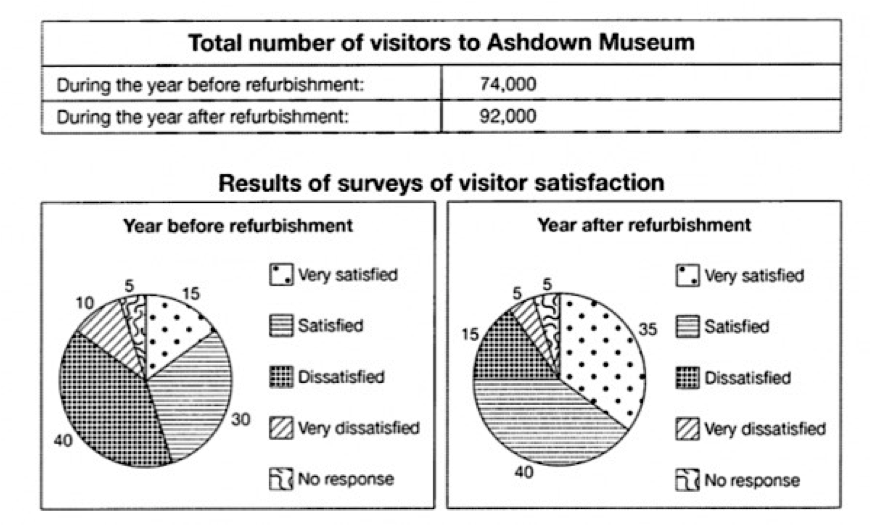 Total number of visitors to Ashdown Museum
During the year before refurbishment: 74,000
During the year after refurbishment: 92,000
Results of surveys of visitor satisfaction
Year before refurbishment
5
10
15
30
40
Very satisfied
Satisfied
Dissatisfied
Very dissatisfied
No response
Year after refurbishment
5
5
15
35
40
Very satisfied
Satisfied
Dissatisfied
Very dissatisfied
No response